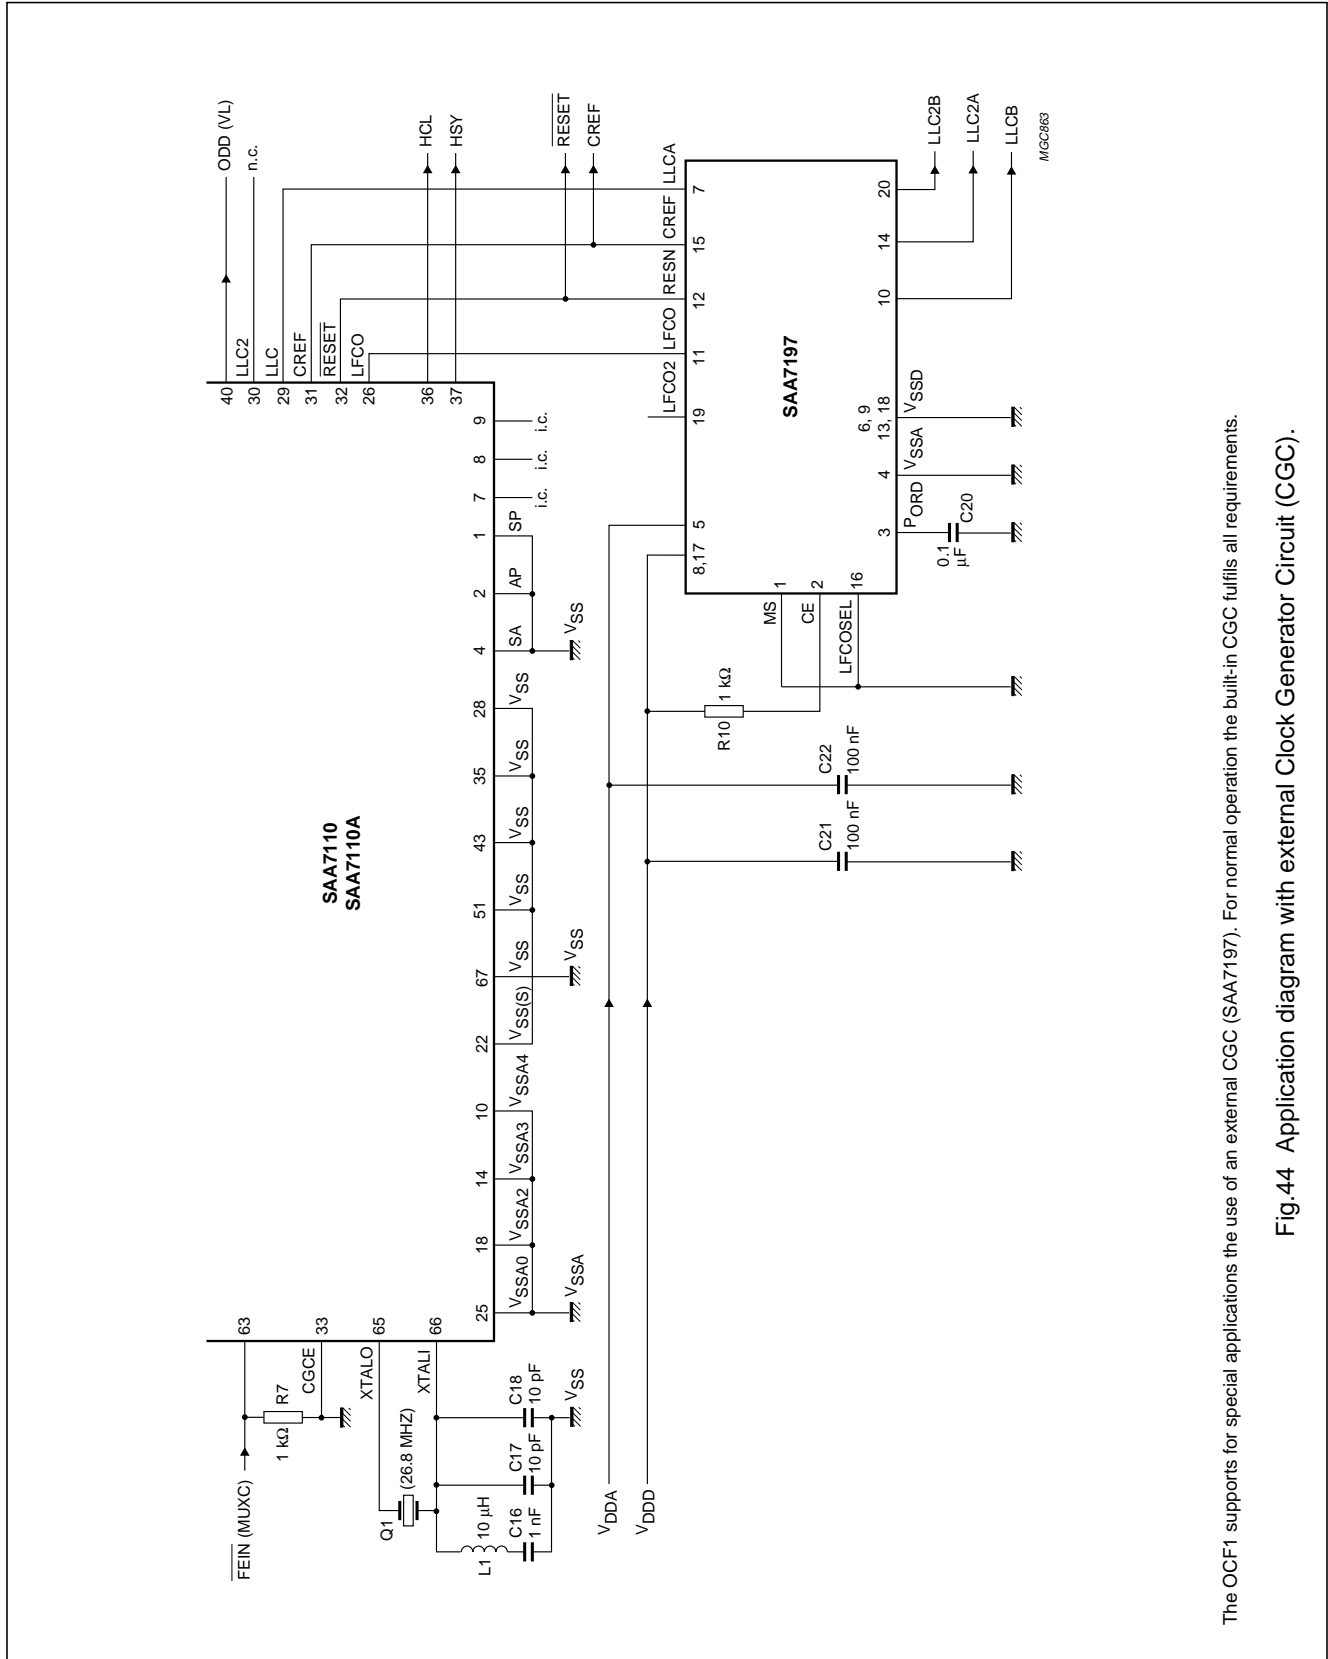 FEIN (MUXC)
R7
1 kΩ
63
CGCE
33
XTALO
65
XTALI
66
Q1
(26.8 MHZ)
L1
10 μH
C16
1 nF
C17
10 pF
C18
10 pF
VSS
SAA7110
SAA7110A
25
VSSA0
18
VSSA2
14
VSSA3
10
VSSA4
VSSA
22
VSS(S)
67
VSS
51
VSS
43
VSS
35
VSS
28
VSS
VSS
4
SA
2
AP
1
SP
VSS
7
i.c.
8
i.c.
9
i.c.
40
ODD (VL)
30
LLC2
n.c.
29
LLC
31
CREF
32
RESET
26
LFCO
36
HCL
37
HSY
RESET
CREF
VDDA
VDDD
C21
100 nF
C22
100 nF
R10
1 kΩ
MS
1
CE
2
LFCOSEL
16
8,17
5
19
LFCO2
11
LFCO
12
RESN
15
CREF
7
LLCA
SAA7197
3
PORD
0.1
μF
C20
4
VSSA
6, 9
13, 18
VSSD
10
14
20
LLC2B
LLC2A
LLCB
MGC863
The OCF1 supports for special applications the use of an external CGC (SAA7197). For normal operation the built-in CGC fulfils all requirements.
Fig.44 Application diagram with external Clock Generator Circuit (CGC).